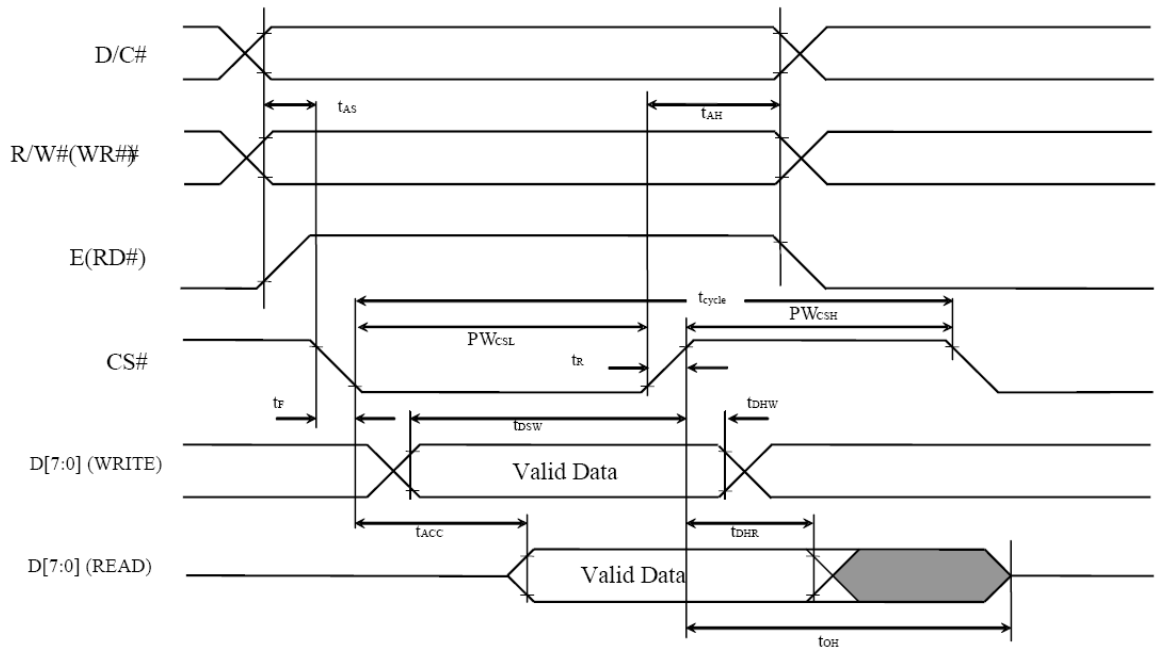 D/C#
tAS
tAH
R/W#(WR##)
E(RD#)
tcycle
PWCSL
PWCSH
CS#
tR
tF
tDSW
tDHW
D[7:0] (WRITE)
Valid Data
tACC
tDHR
D[7:0] (READ)
Valid Data
tOH